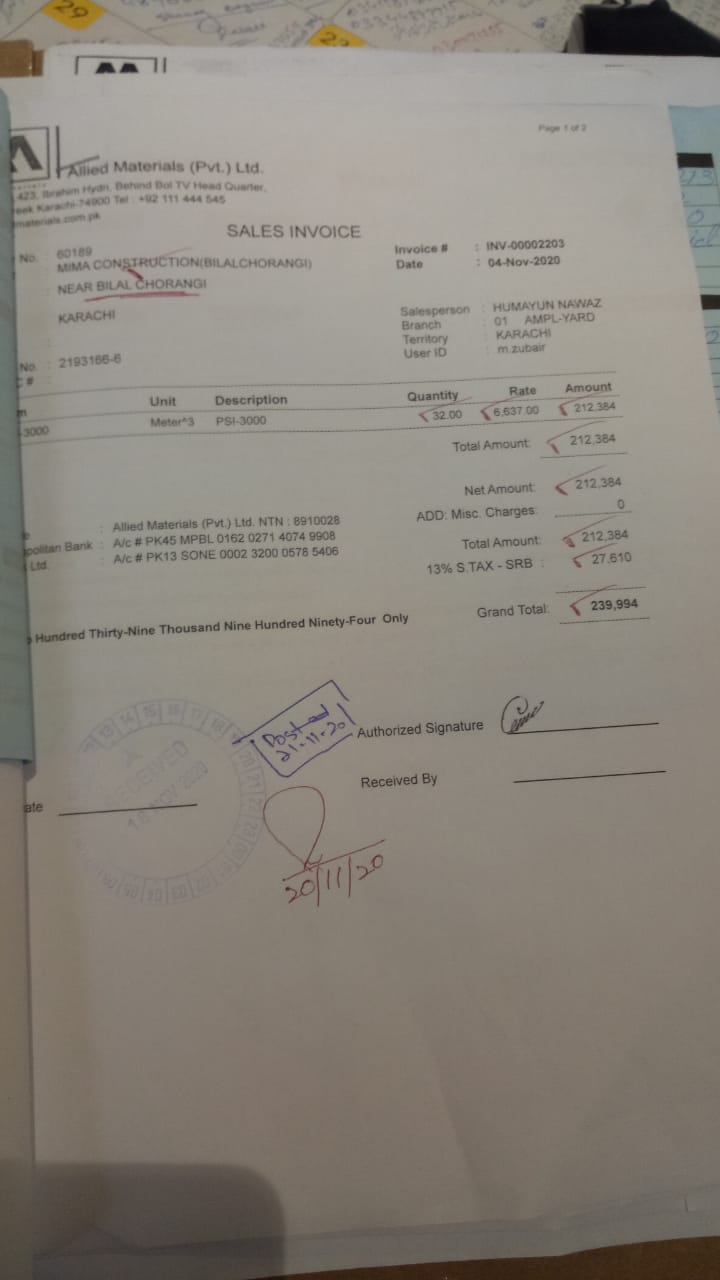 Page 1 of 2
Allied Materials (Pvt.) Ltd.
423, Ibrahim Hydri, Behind Bol TV Head Quarter,
eek Karachi-74900 Tel : +92 111 444 545
materials.com.pk
SALES INVOICE
No. : 60189
MIMA CONSTRUCTION(BILALCHORANGI)
: NEAR BILAL CHORANGI
: KARACHI
No. : 2193166-6
C # :
Invoice # : INV-00002203
Date : 04-Nov-2020
Salesperson : HUMAYUN NAWAZ
Branch : 01 AMPL-YARD
Territory : KARACHI
User ID : m.zubair
m Unit Description Quantity Rate Amount
-3000 Meter^3 PSI-3000 32.00 6,637.00 212,384
Total Amount: 212,384
Net Amount: 212,384
ADD: Misc. Charges: 0
Total Amount: 212,384
13% S.TAX - SRB : 27,610
Grand Total: 239,994
: Allied Materials (Pvt.) Ltd. NTN : 8910028
politan Bank : A/c # PK45 MPBL 0162 0271 4074 9908
Ltd. : A/c # PK13 SONE 0002 3200 0578 5406
o Hundred Thirty-Nine Thousand Nine Hundred Ninety-Four Only
Posted
21-11-20
Authorized Signature
Received By
RECEIVED
18 NOV 2020
ate
20/11/20